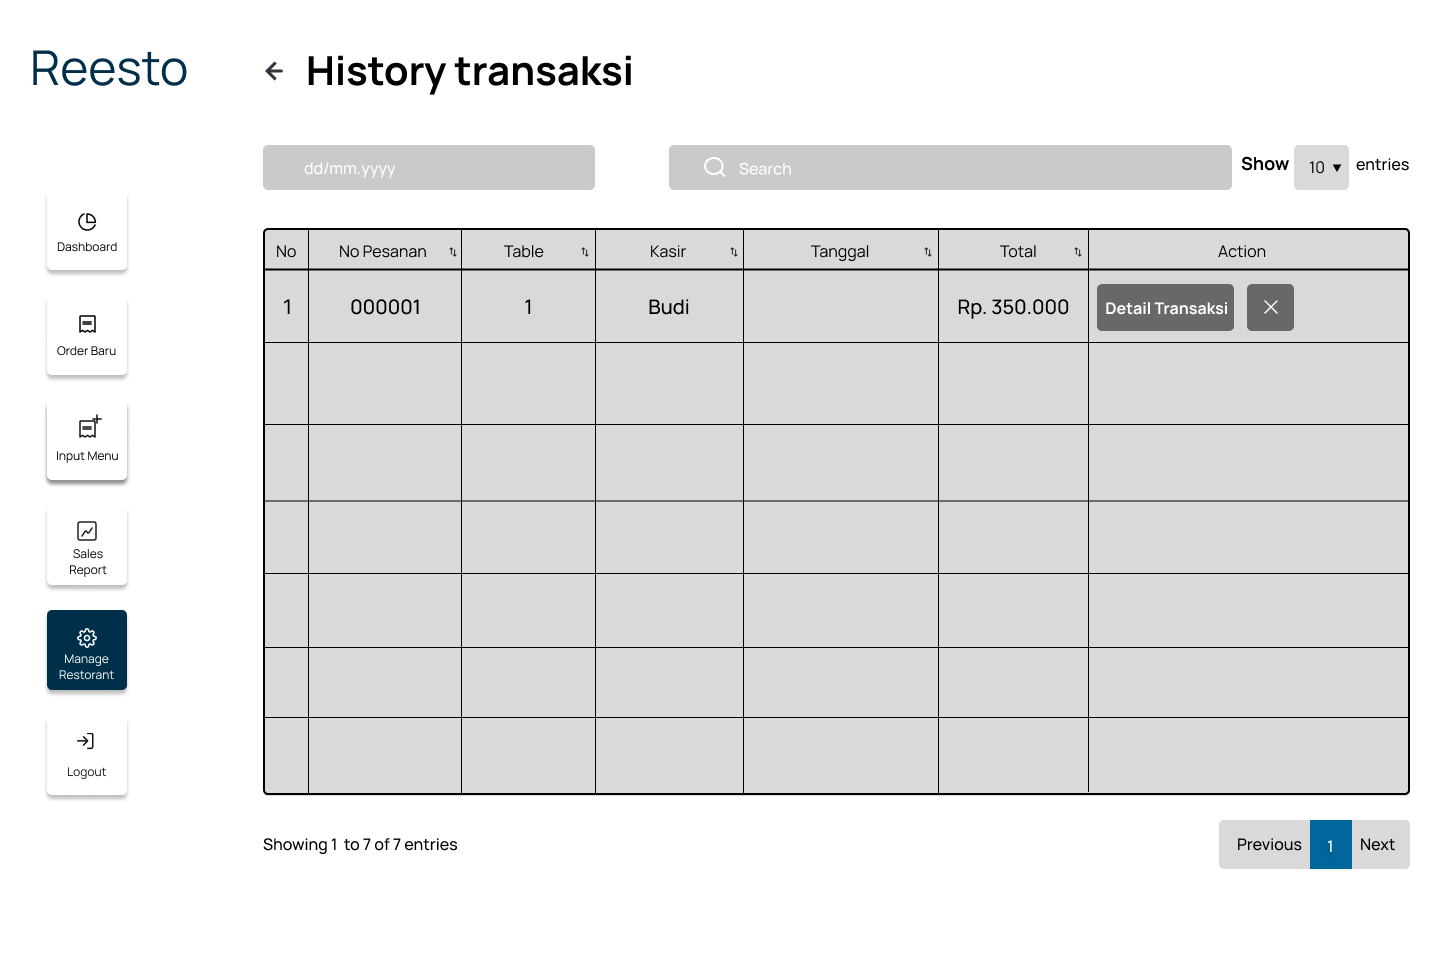 Reesto
History transaksi
dd/mm.yyyy
Search
Show 10 entries
Dashboard
Order Baru
Input Menu
Sales
Report
Manage
Restorant
Logout
No No Pesanan Table Kasir Tanggal Total Action
1 000001 1 Budi Rp. 350.000 Detail Transaksi
Showing 1 to 7 of 7 entries
Previous 1 Next